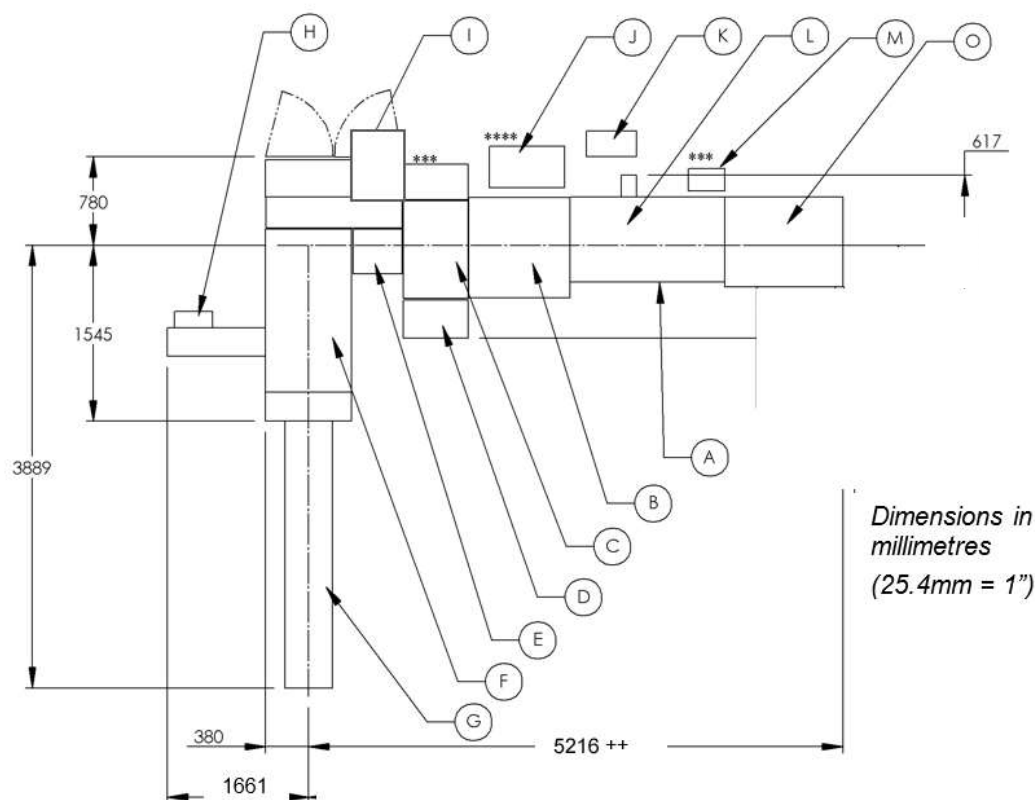 H
I
J
K
L
M
O
****
***
***
617
780
1545
3889
A
B
C
D
E
F
G
Dimensions in
millimetres
(25.4mm = 1”)
380
5216 ++
1661